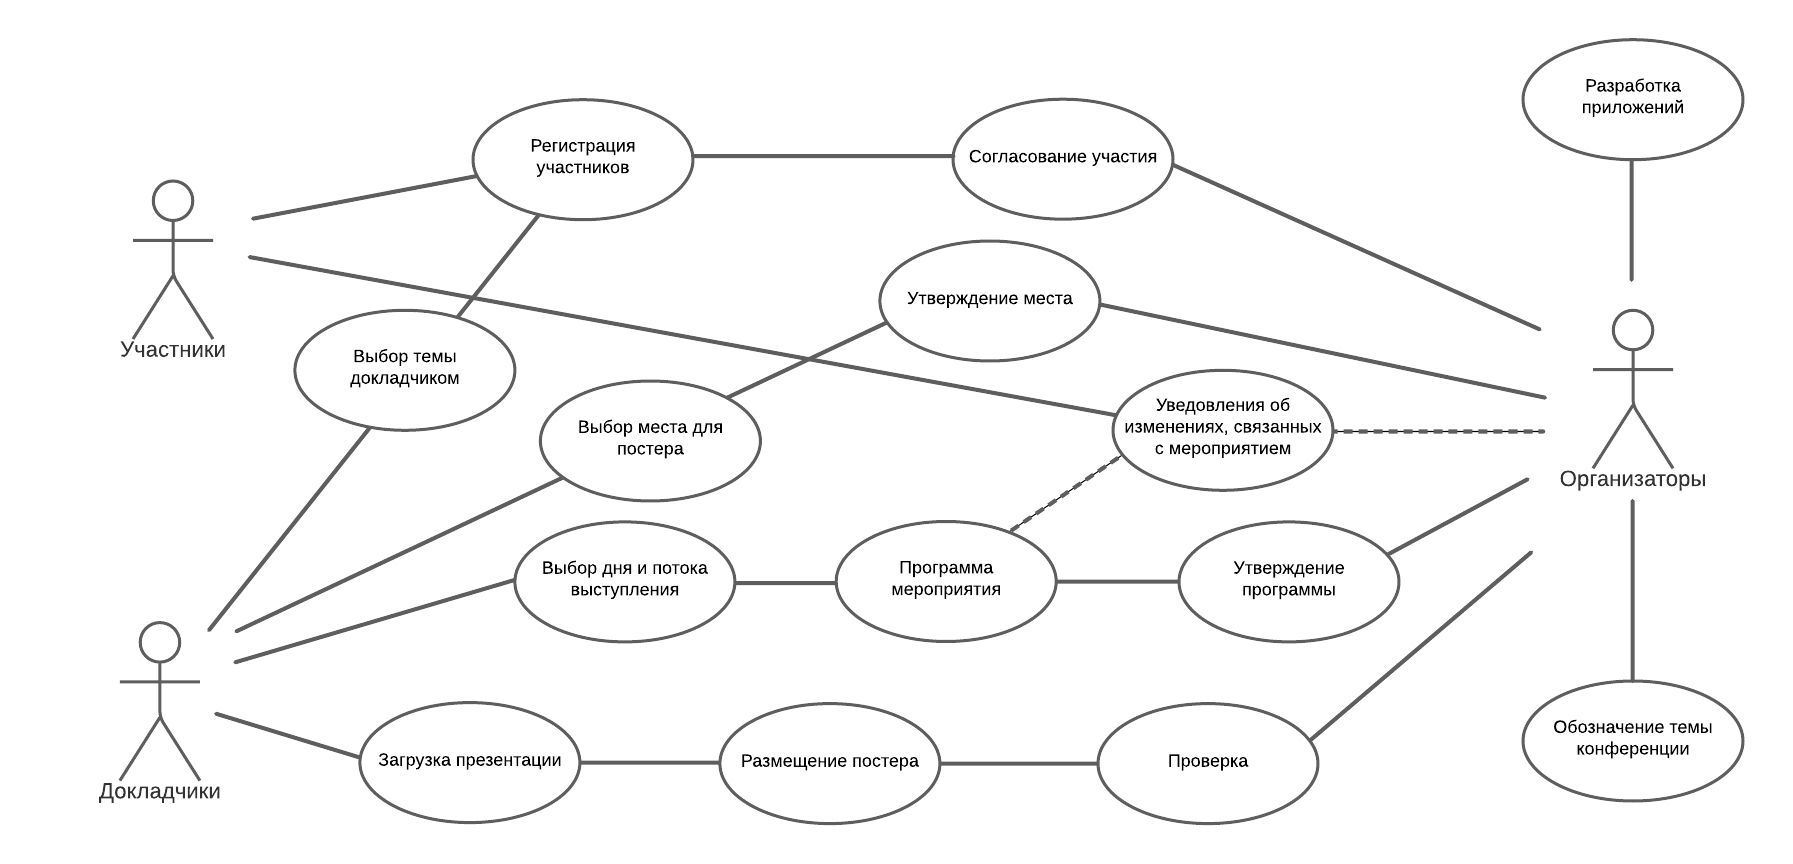 Разработка
приложений
Регистрация
участников
Согласование участия
Участники
Утверждение места
Выбор темы
докладчиком
Выбор места для
постера
Уведовления об
изменениях, связанных
с мероприятием
Организаторы
Выбор дня и потока
выступления
Программа
мероприятия
Утверждение
программы
Докладчики
Загрузка презентации
Размещение постера
Проверка
Обозначение темы
конференции